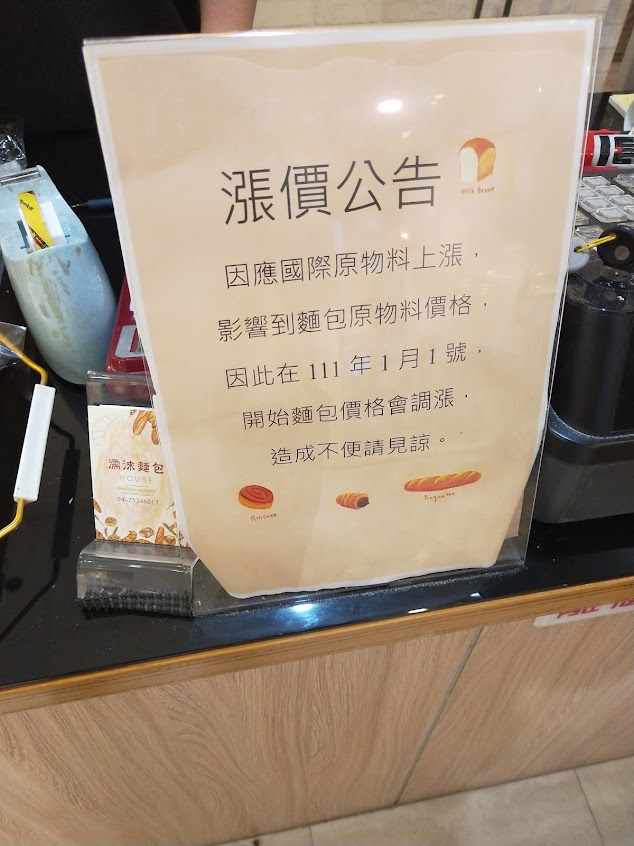 漲價公告
Milk Bread
因應國際原物料上漲，
影響到麵包原物料價格，
因此在 111 年 1 月 1 號，
開始麵包價格會調漲，
造成不便請見諒。
Baguette
麵包
HOUSE
04-25346013